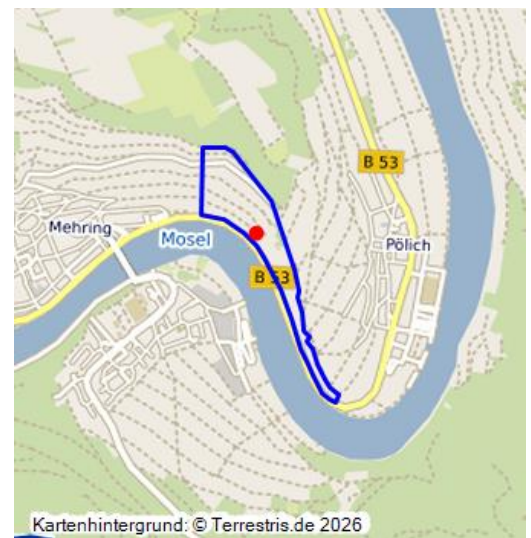 B 53
Mehring
Mosel
Pölich
B 53
Kartenhintergrund: © Terrestris.de 2026